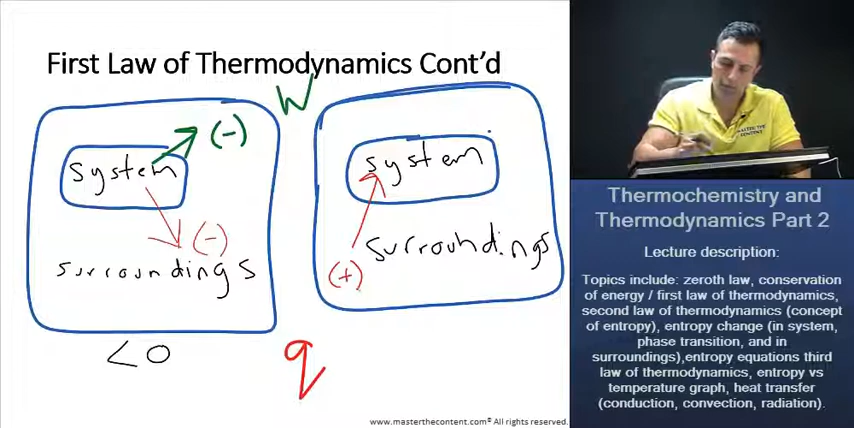 First Law of Thermodynamics Cont'd
W
system
(-)
(-)
surroundings
system
surroundings
(+)
<0
q
www.masterthecontent.com© All rights reserved.
MASTER THE
CONTENT
Thermochemistry and
Thermodynamics Part 2
Lecture description:
Topics include: zeroth law, conservation
of energy / first law of thermodynamics,
second law of thermodynamics (concept
of entropy), entropy change (in system,
phase transition, and in
surroundings),entropy equations third
law of thermodynamics, entropy vs
temperature graph, heat transfer
(conduction, convection, radiation).